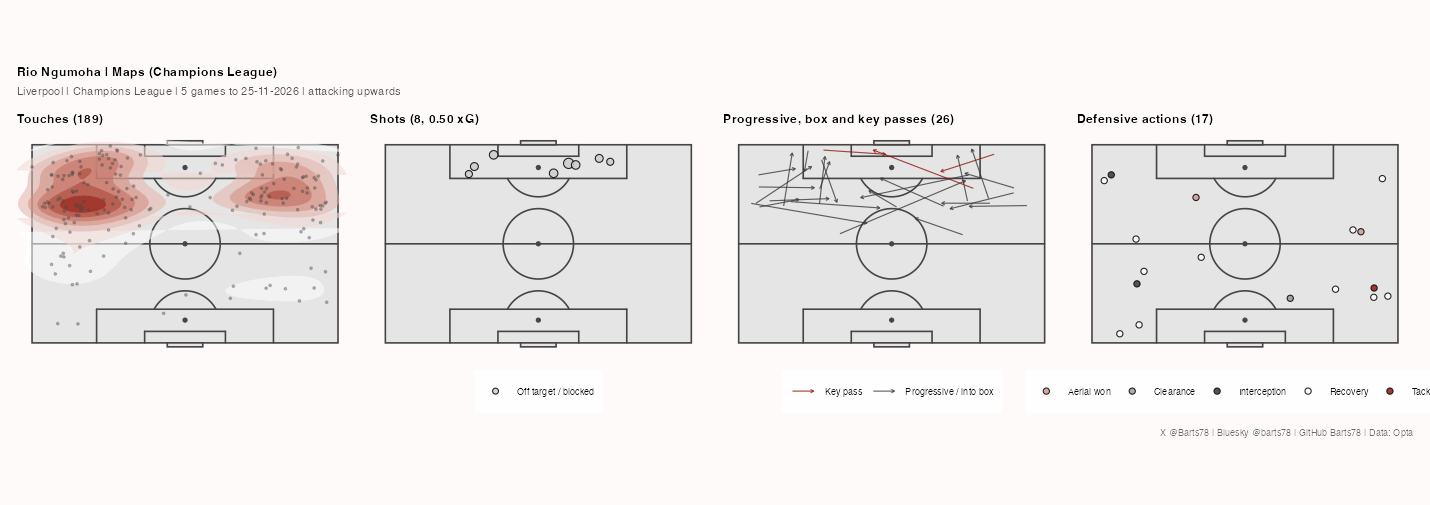 Rio Ngumoha | Maps (Champions League)
Liverpool | Champions League | 5 games to 25-11-2026 | attacking upwards
Touches (189)
Shots (8, 0.50 xG)
Progressive, box and key passes (26)
Defensive actions (17)
Off target / blocked
Key pass
Progressive / into box
Aerial won
Clearance
Interception
Recovery
Tack
X @Barts78 | Bluesky @barts78 | GitHub Barts78 | Data: Opta